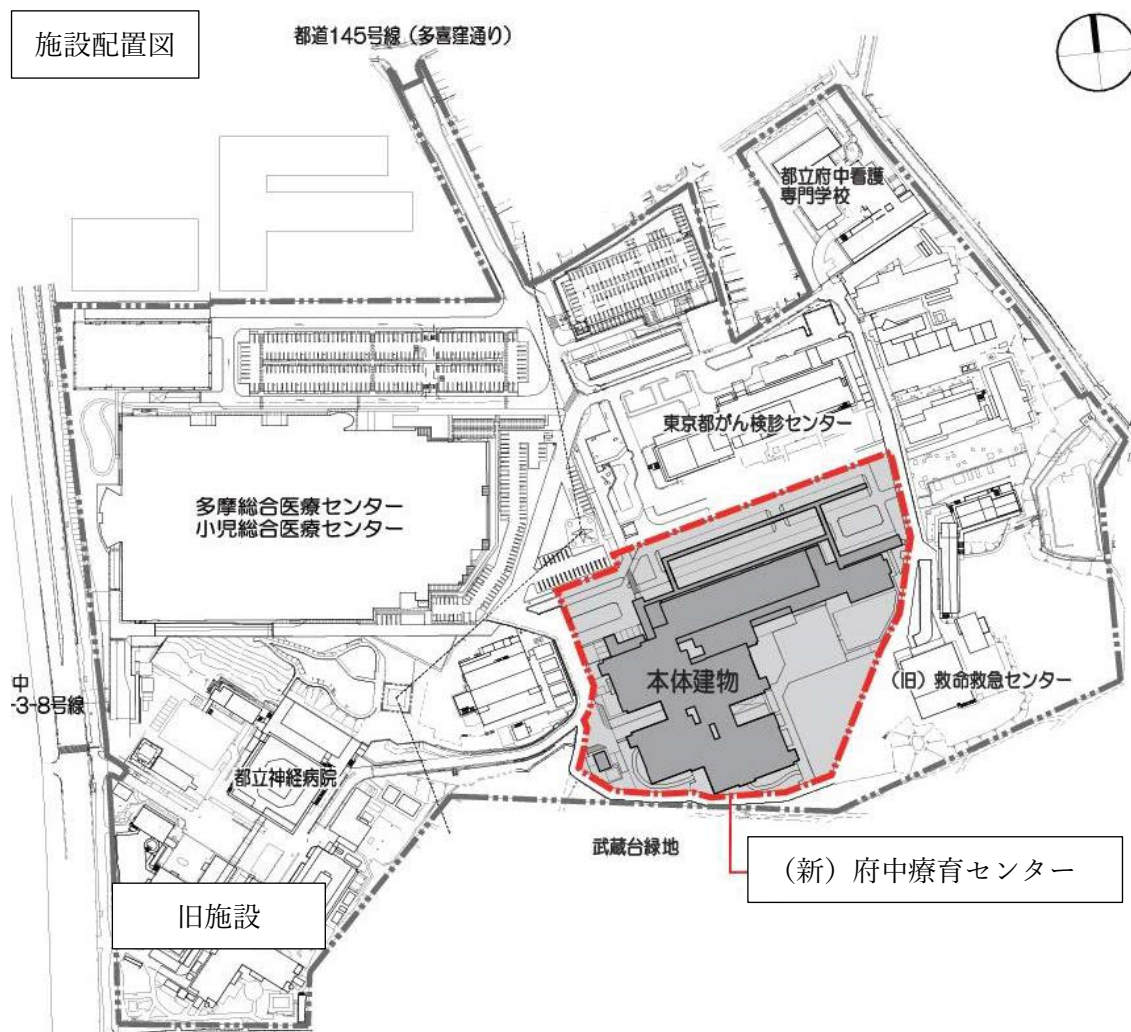 施設配置図
都道145号線（多喜窪通り）
都立府中看護
専門学校
東京都がん検診センター
多摩総合医療センター
小児総合医療センター
本体建物
（旧）救命救急センター
中
-3-8号線
都立神経病院
武蔵台緑地
（新）府中療育センター
旧施設